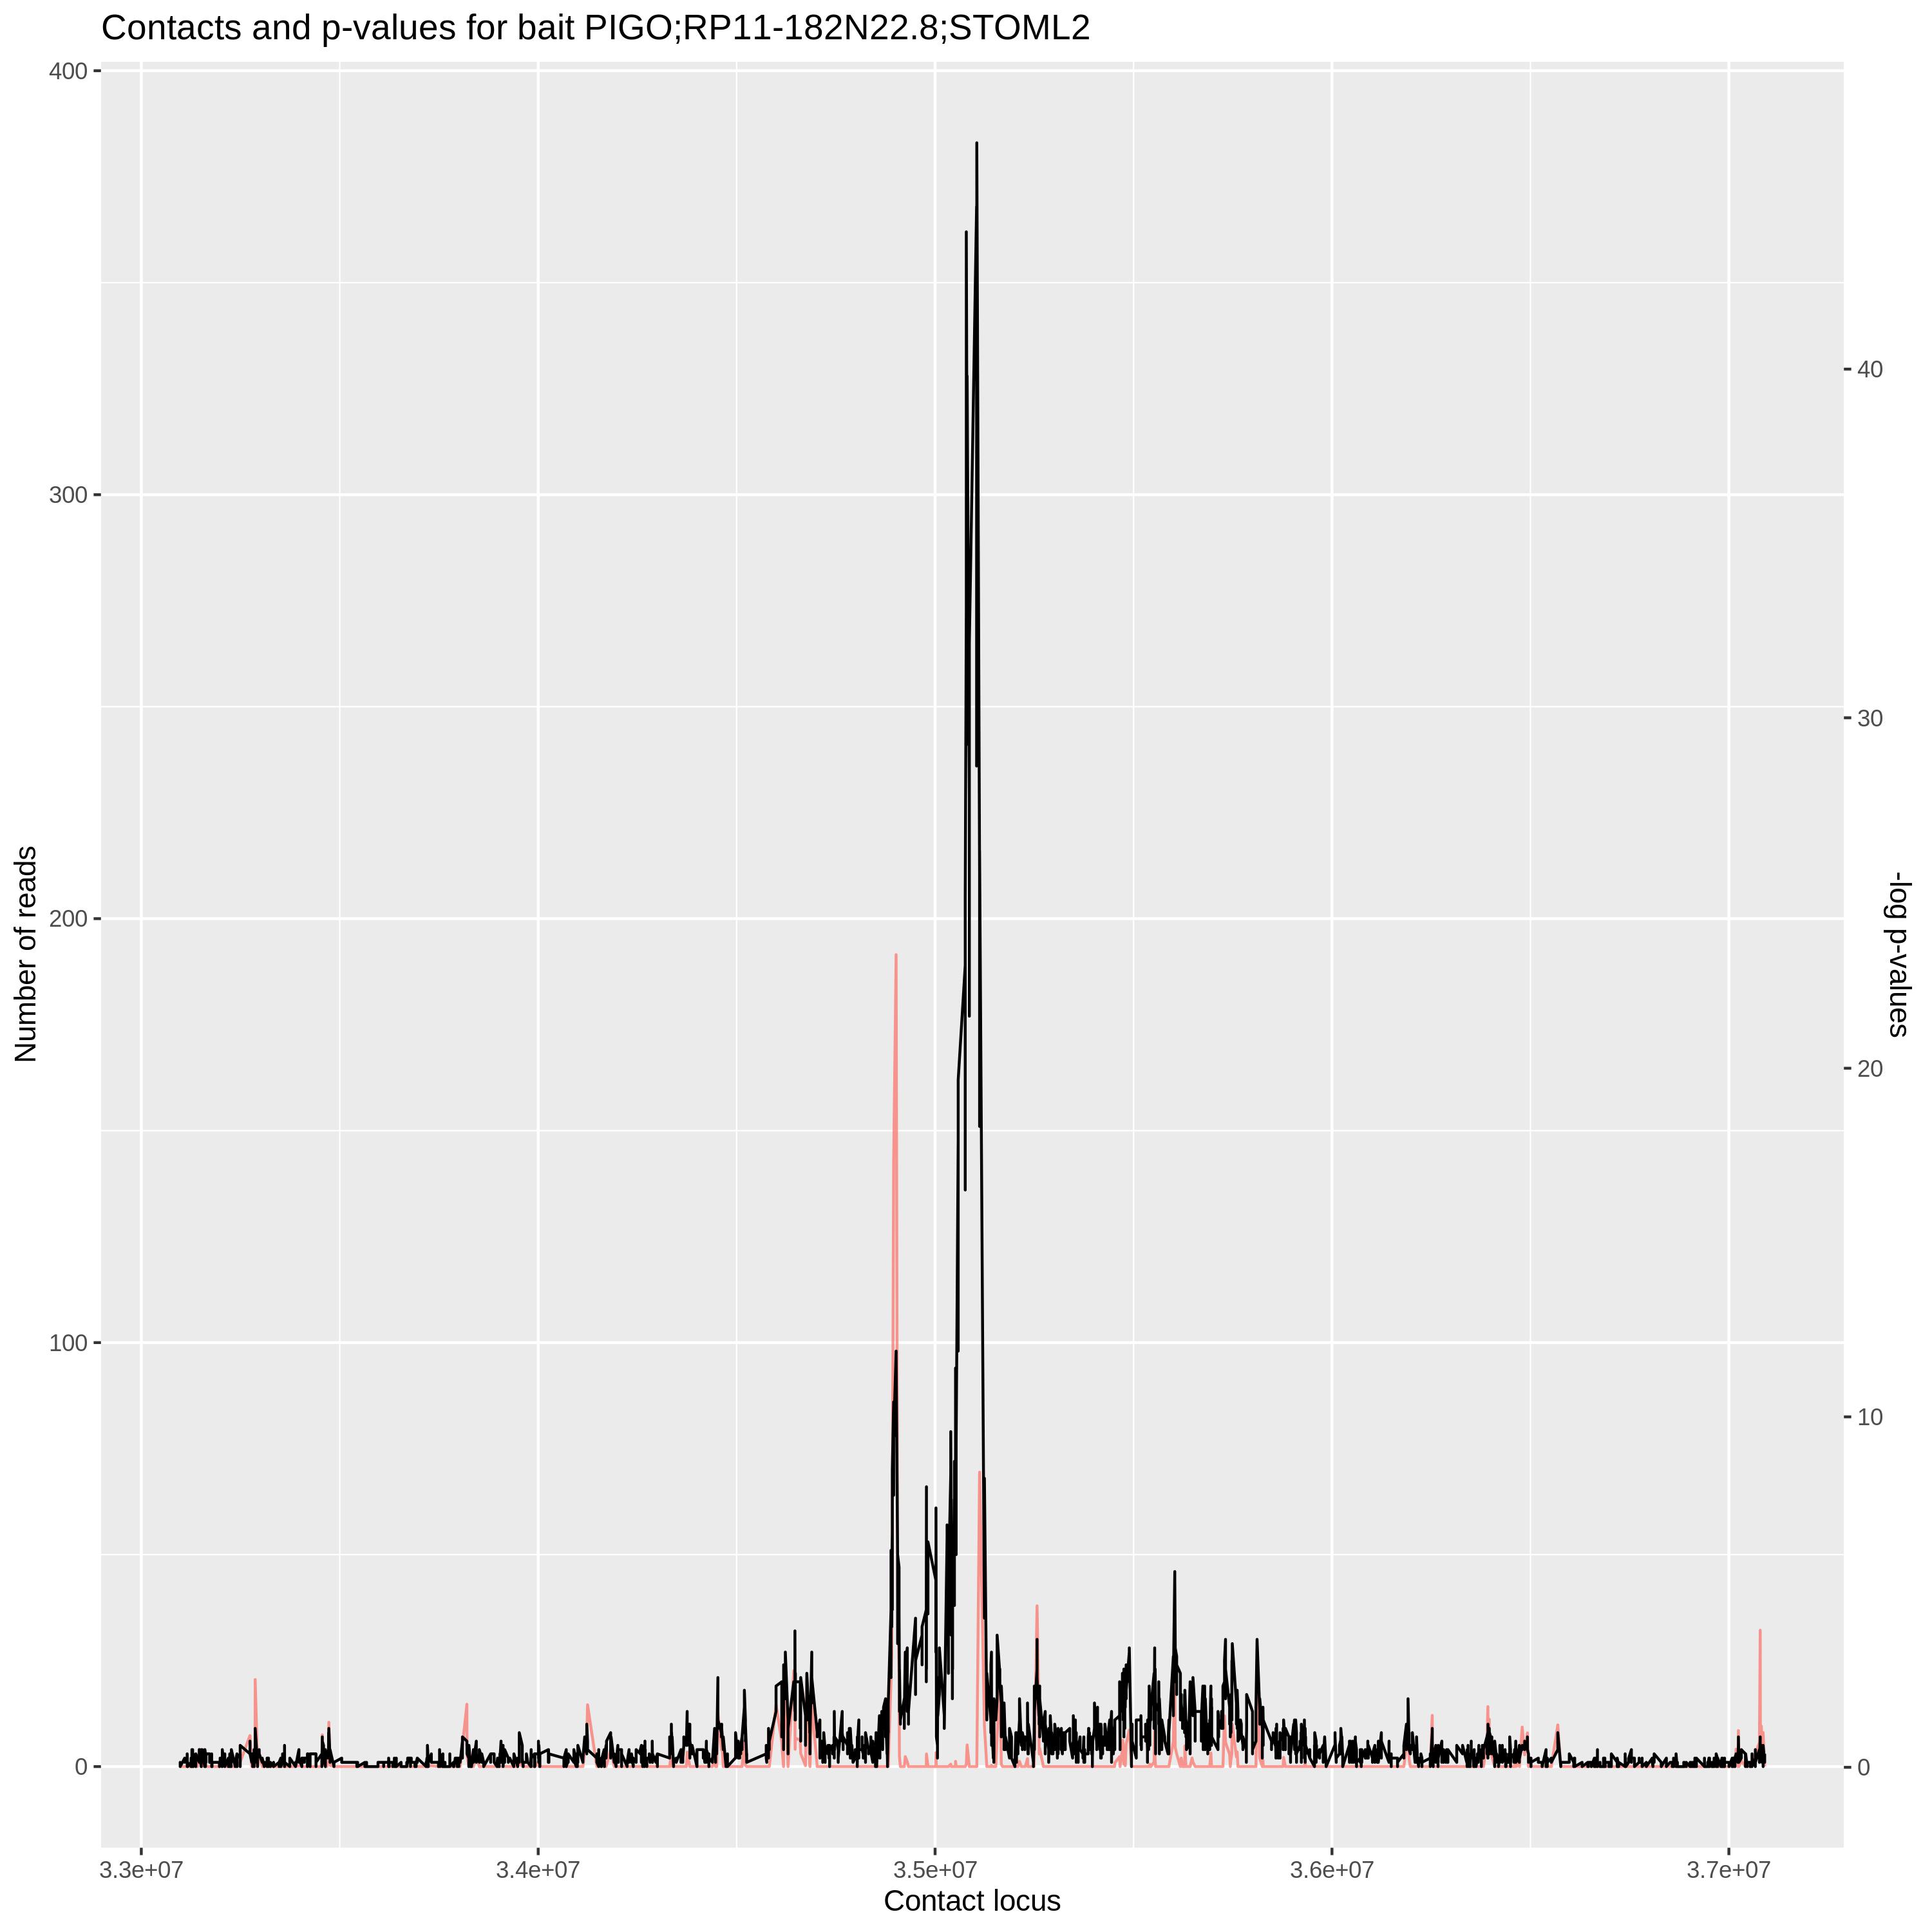 Contacts and p-values for bait PIGO;RP11-182N22.8;STOML2
400
300
200
100
0
Number of reads
40
30
20
10
0
-log p-values
3.3e+07 3.4e+07 3.5e+07 3.6e+07 3.7e+07
Contact locus